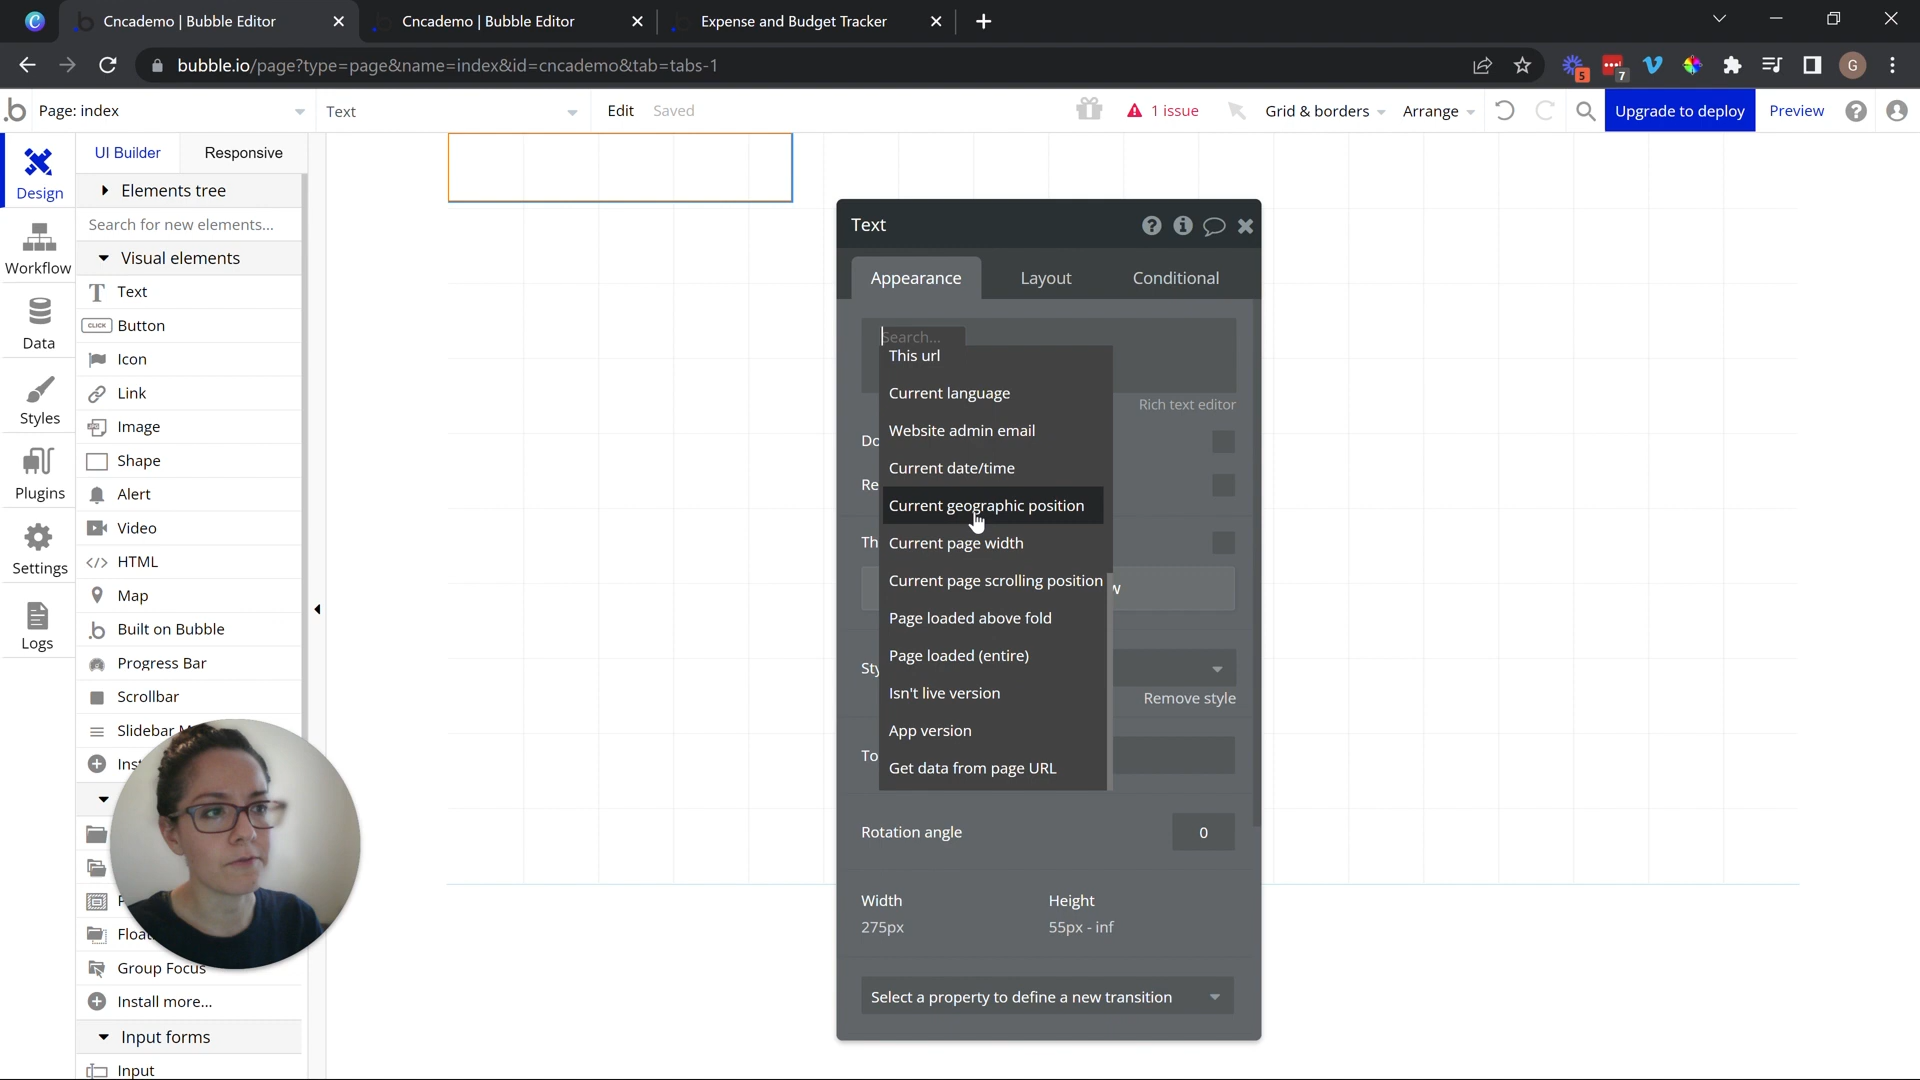 Cncademo | Bubble Editor
Cncademo | Bubble Editor
Expense and Budget Tracker
bubble.io/page?type=page&name=index&id=cncademo&tab=tabs-1
5
7
G
Page: index
Text
Edit
Saved
1 issue
Grid & borders
Arrange
Upgrade to deploy
Preview
Design
Workflow
Data
Styles
Plugins
Settings
Logs
UI Builder
Responsive
Elements tree
Search for new elements...
Visual elements
Text
CLICK
Button
Icon
Link
Image
Shape
Alert
Video
HTML
Map
Built on Bubble
Progress Bar
Scrollbar
Slidebar
Group Focus
Install more...
Input forms
Input
Text
Appearance
Layout
Conditional
Search...
This url
Current language
Website admin email
Current date/time
Current geographic position
Current page width
Current page scrolling position
Page loaded above fold
Page loaded (entire)
Isn't live version
App version
Get data from page URL
Rich text editor
Remove style
Rotation angle
0
Width
Height
275px
55px - inf
Select a property to define a new transition